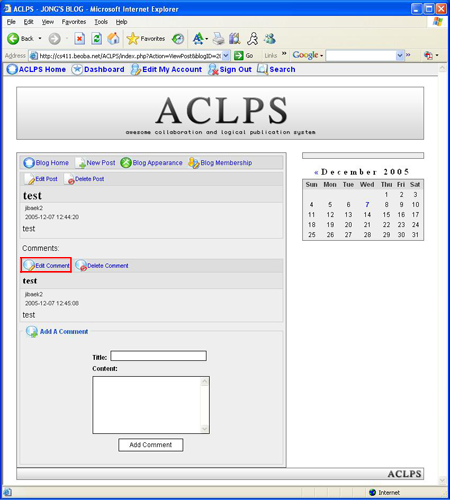 ACLPS - JONG'S BLOG - Microsoft Internet Explorer
File Edit View Favorites Tools Help
Back Search Favorites
Address http://cs411.beoba.net/ACLPS/index.php?Action=ViewPost&blogID=2 Go Links » Google »
ACLPS Home Dashboard Edit My Account Sign Out Search
ACLPS
awesome collaboration and logical publication system
Blog Home New Post Blog Appearance Blog Membership
Edit Post Delete Post
test
jibaek2
2005-12-07 12:44:20
test
Comments:
Edit Comment Delete Comment
test
jibaek2
2005-12-07 12:45:08
test
Add A Comment
Title:
Content:
Add Comment
« December 2005
Sun Mon Tue Wed Thu Fri Sat
1 2 3
4 5 6 7 8 9 10
11 12 13 14 15 16 17
18 19 20 21 22 23 24
25 26 27 28 29 30 31
ACLPS
Internet